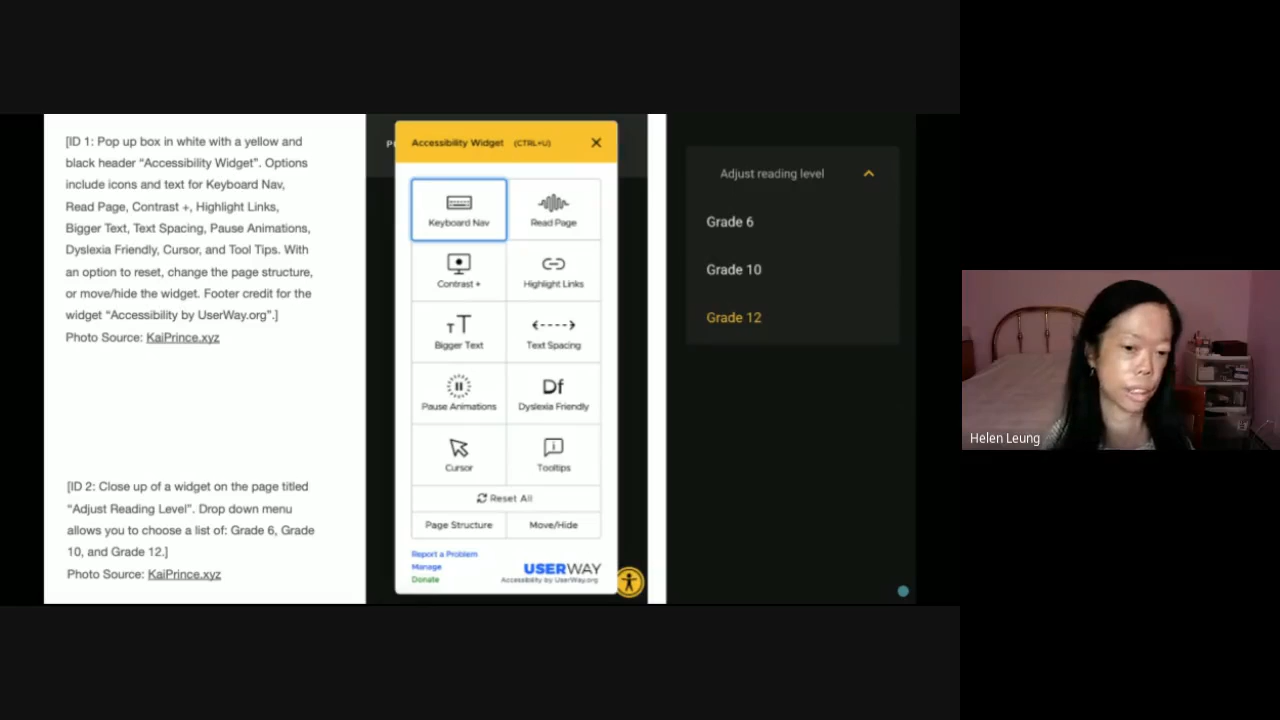 [ID 1: Pop up box in white with a yellow and
black header “Accessibility Widget”. Options
include icons and text for Keyboard Nav,
Read Page, Contrast +, Highlight Links,
Bigger Text, Text Spacing, Pause Animations,
Dyslexia Friendly, Cursor, and Tool Tips. With
an option to reset, change the page structure,
or move/hide the widget. Footer credit for the
widget “Accessibility by UserWay.org”.]
Photo Source: KaiPrince.xyz
[ID 2: Close up of a widget on the page titled
“Adjust Reading Level”. Drop down menu
allows you to choose a list of: Grade 6, Grade
10, and Grade 12.]
Photo Source: KaiPrince.xyz
Accessibility Widget (CTRL+U)
Keyboard Nav
Read Page
Contrast +
Highlight Links
TT
Bigger Text
Text Spacing
Pause Animations
Df
Dyslexia Friendly
Cursor
Tooltips
Reset All
Page Structure
Move/Hide
Report a Problem
Manage
Donate
USERWAY
Accessibility by UserWay.org
Adjust reading level
Grade 6
Grade 10
Grade 12
Helen Leung